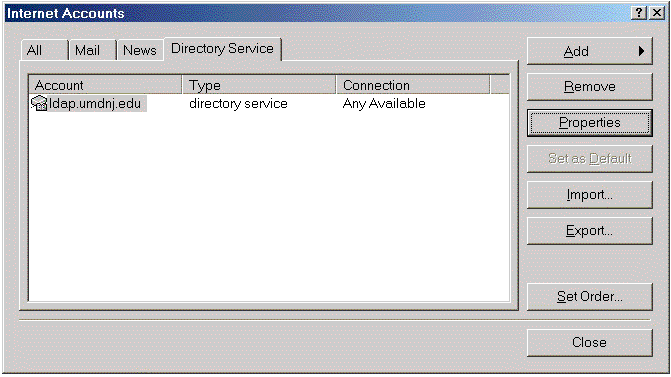 Internet Accounts
All Mail News Directory Service
Add
Account Type Connection
Remove
ldap.umdnj.edu directory service Any Available
Properties
Set as Default
Import...
Export...
Set Order...
Close